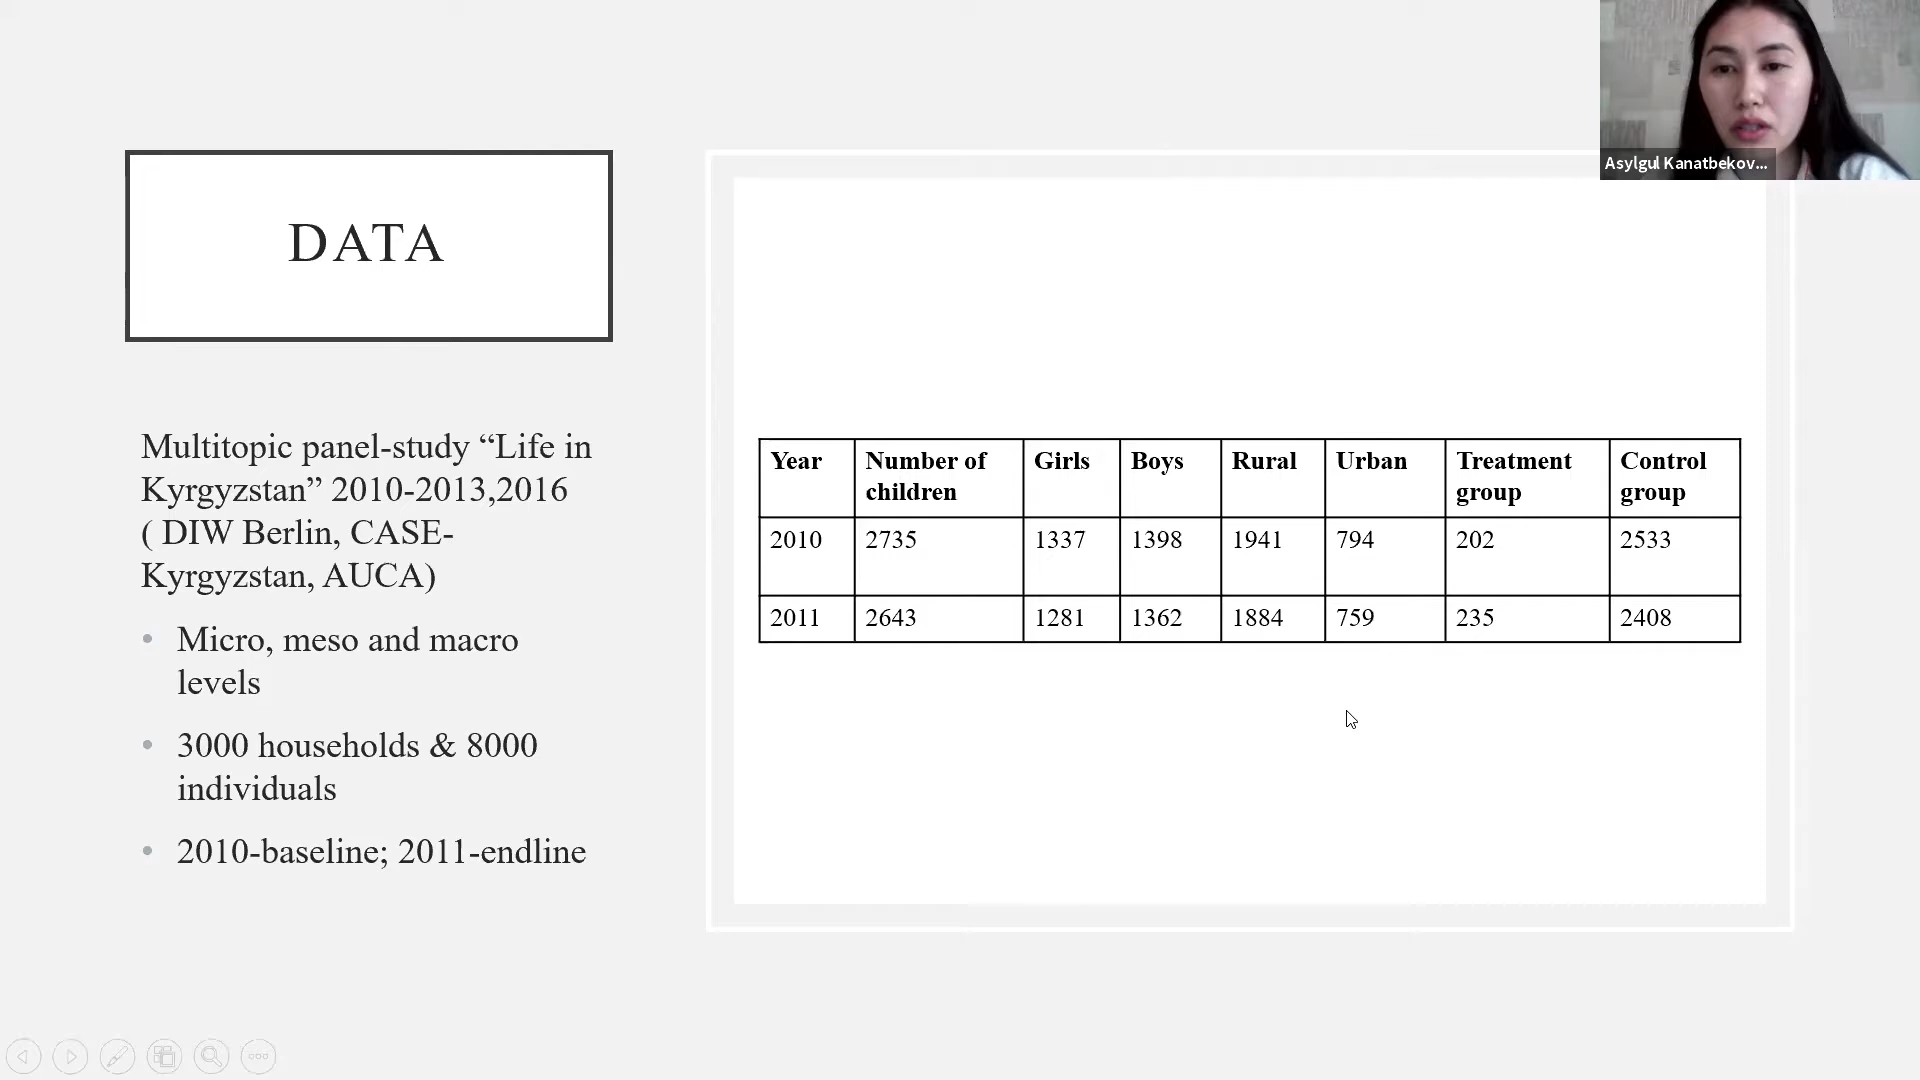 Asylgul Kanatbekov...
DATA
Multitopic panel-study “Life in
Kyrgyzstan” 2010-2013,2016
( DIW Berlin, CASE-
Kyrgyzstan, AUCA)
• Micro, meso and macro
levels
• 3000 households & 8000
individuals
• 2010-baseline; 2011-endline
Year Number of children Girls Boys Rural Urban Treatment group Control group
2010 2735 1337 1398 1941 794 202 2533
2011 2643 1281 1362 1884 759 235 2408